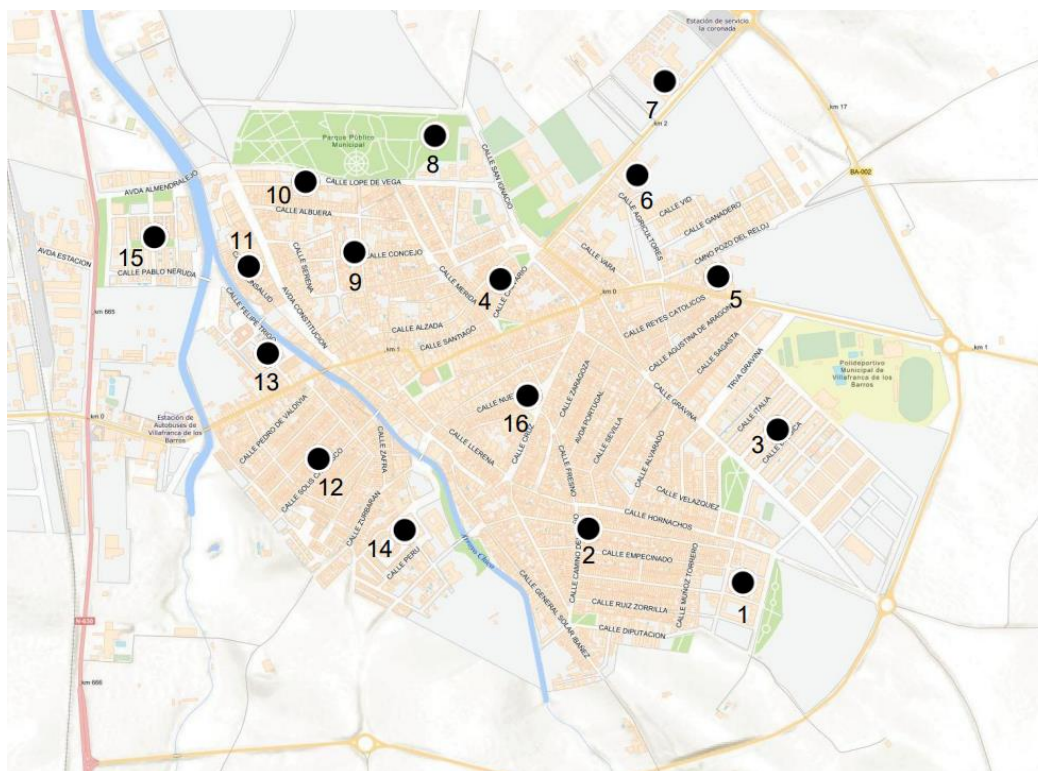 Estación de servicio
la coronada
km 17
7
km 2
BA-002
Parque Público
Municipal
8
CALLE SAN IGNACIO
AVDA ALMENDRALEJO
10
CALLE LOPE DE VEGA
6
CALLE VID
CALLE GANADERO
CALLE AGRICULTORES
CALLE ALBUERA
CMNO POZO DEL RELOJ
15
11
AVDA ESTACION
CALLE PABLO NERUDA
CALLE SERENA
9
CALLE CONCEJO
CALLE MERIDA
4
CALLE VARA
5
km 0
km 665
CALLE FELIPE TRIGO
AVDA CONSTITUCION
CALLE ALZADA
CALLE SANTIAGO
km 1
CALLE REYES CATOLICOS
CALLE AGUSTINA DE ARAGON
CALLE SAGASTA
TRVA GRAVINA
km 1
13
Polideportivo
Municipal de
Villafranca de los
Barros
CALLE PEDRO DE VALDIVIA
16
CALLE CRUZ
CALLE ZARAGOZA
AVDA PORTUGAL
CALLE SEVILLA
CALLE GRAVINA
CALLE ALVARADO
CALLE ITALIA
3
km 0
Estación de
Autobuses de
Villafranca de los
Barros
CALLE ZAFRA
CALLE LLERENA
CALLE FRESNO
12
CALLE ZURBARAN
CALLE VELAZQUEZ
CALLE HORNACHOS
14
CALLE PERU
2
CALLE EMPECINADO
CALLE MUÑOZ TORRERO
1
CALLE GENERAL SOLAR IBAÑEZ
CALLE RUIZ ZORRILLA
CALLE DIPUTACION
N-630
km 666